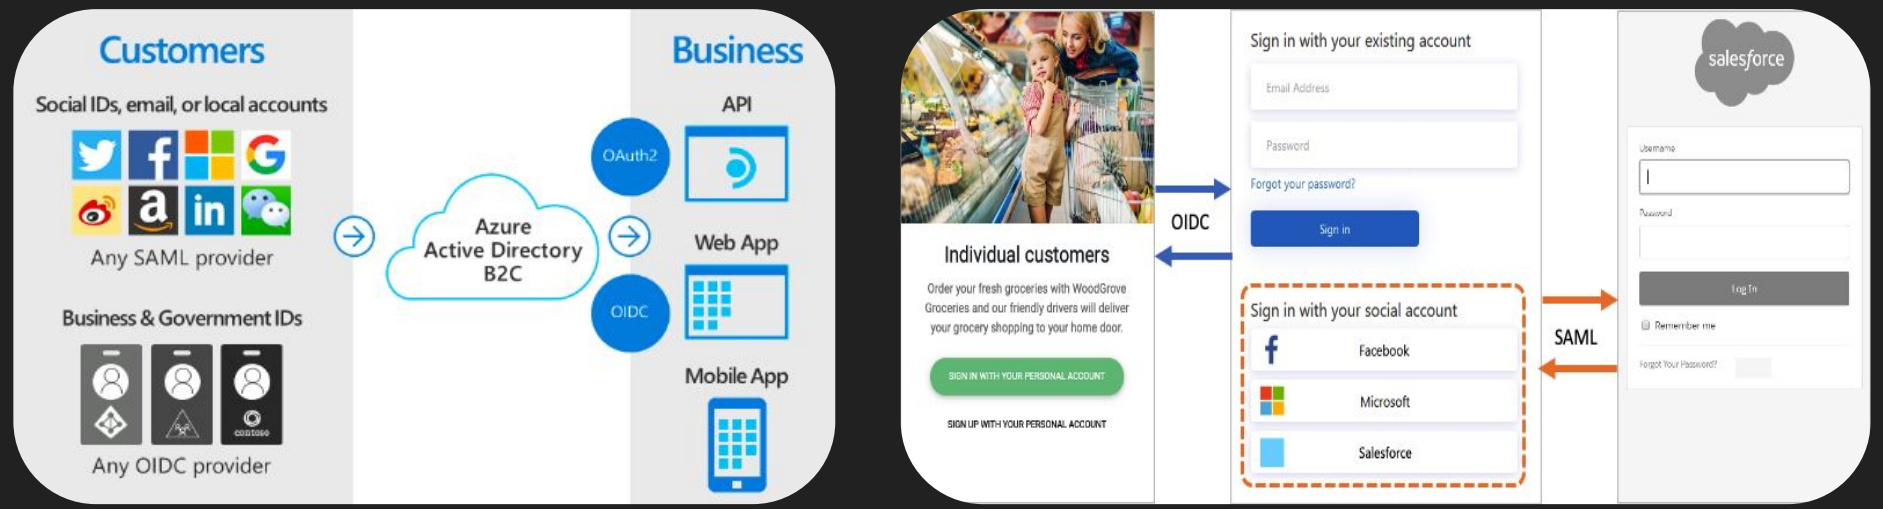 Customers
Social IDs, email, or local accounts
Any SAML provider
Business & Government IDs
contoso
Any OIDC provider
Azure
Active Directory
B2C
OAuth2
OIDC
Business
API
Web App
Mobile App
Individual customers
Order your fresh groceries with WoodGrove
Groceries and our friendly drivers will deliver
your grocery shopping to your home door.
SIGN IN WITH YOUR PERSONAL ACCOUNT
SIGN UP WITH YOUR PERSONAL ACCOUNT
OIDC
Sign in with your existing account
Email Address
Password
Forgot your password?
Sign in
Sign in with your social account
Facebook
Microsoft
Salesforce
SAML
salesforce
Username
Password
Log In
Remember me
Forgot Your Password?